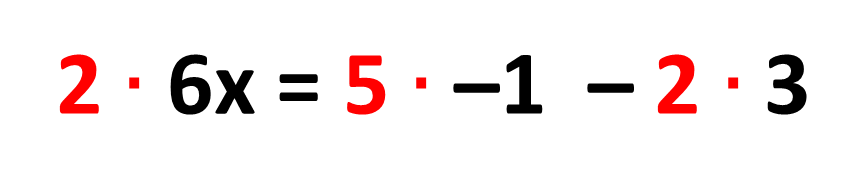 2 · 6x = 5 · –1 – 2 · 3